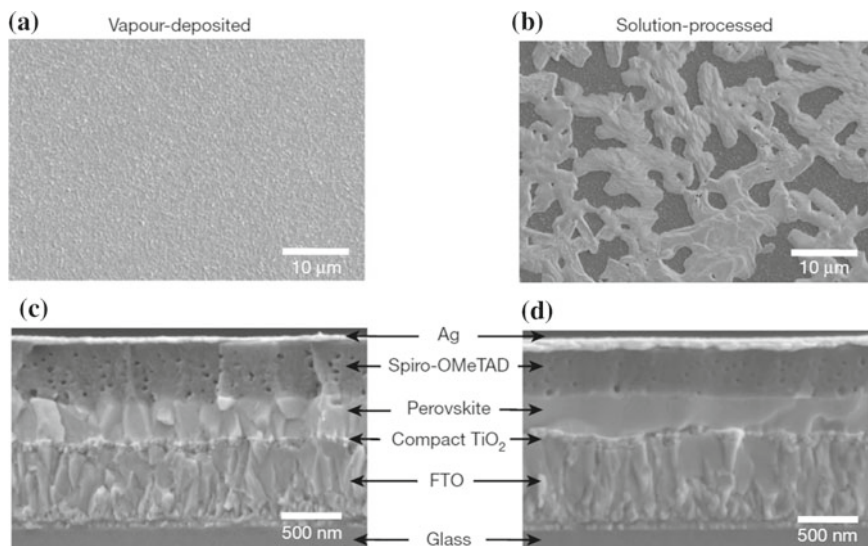 (a)
Vapour-deposited
(b)
Solution-processed
10 μm
10 μm
(c)
(d)
Ag
Spiro-OMeTAD
Perovskite
Compact TiO₂
FTO
500 nm
500 nm
Glass